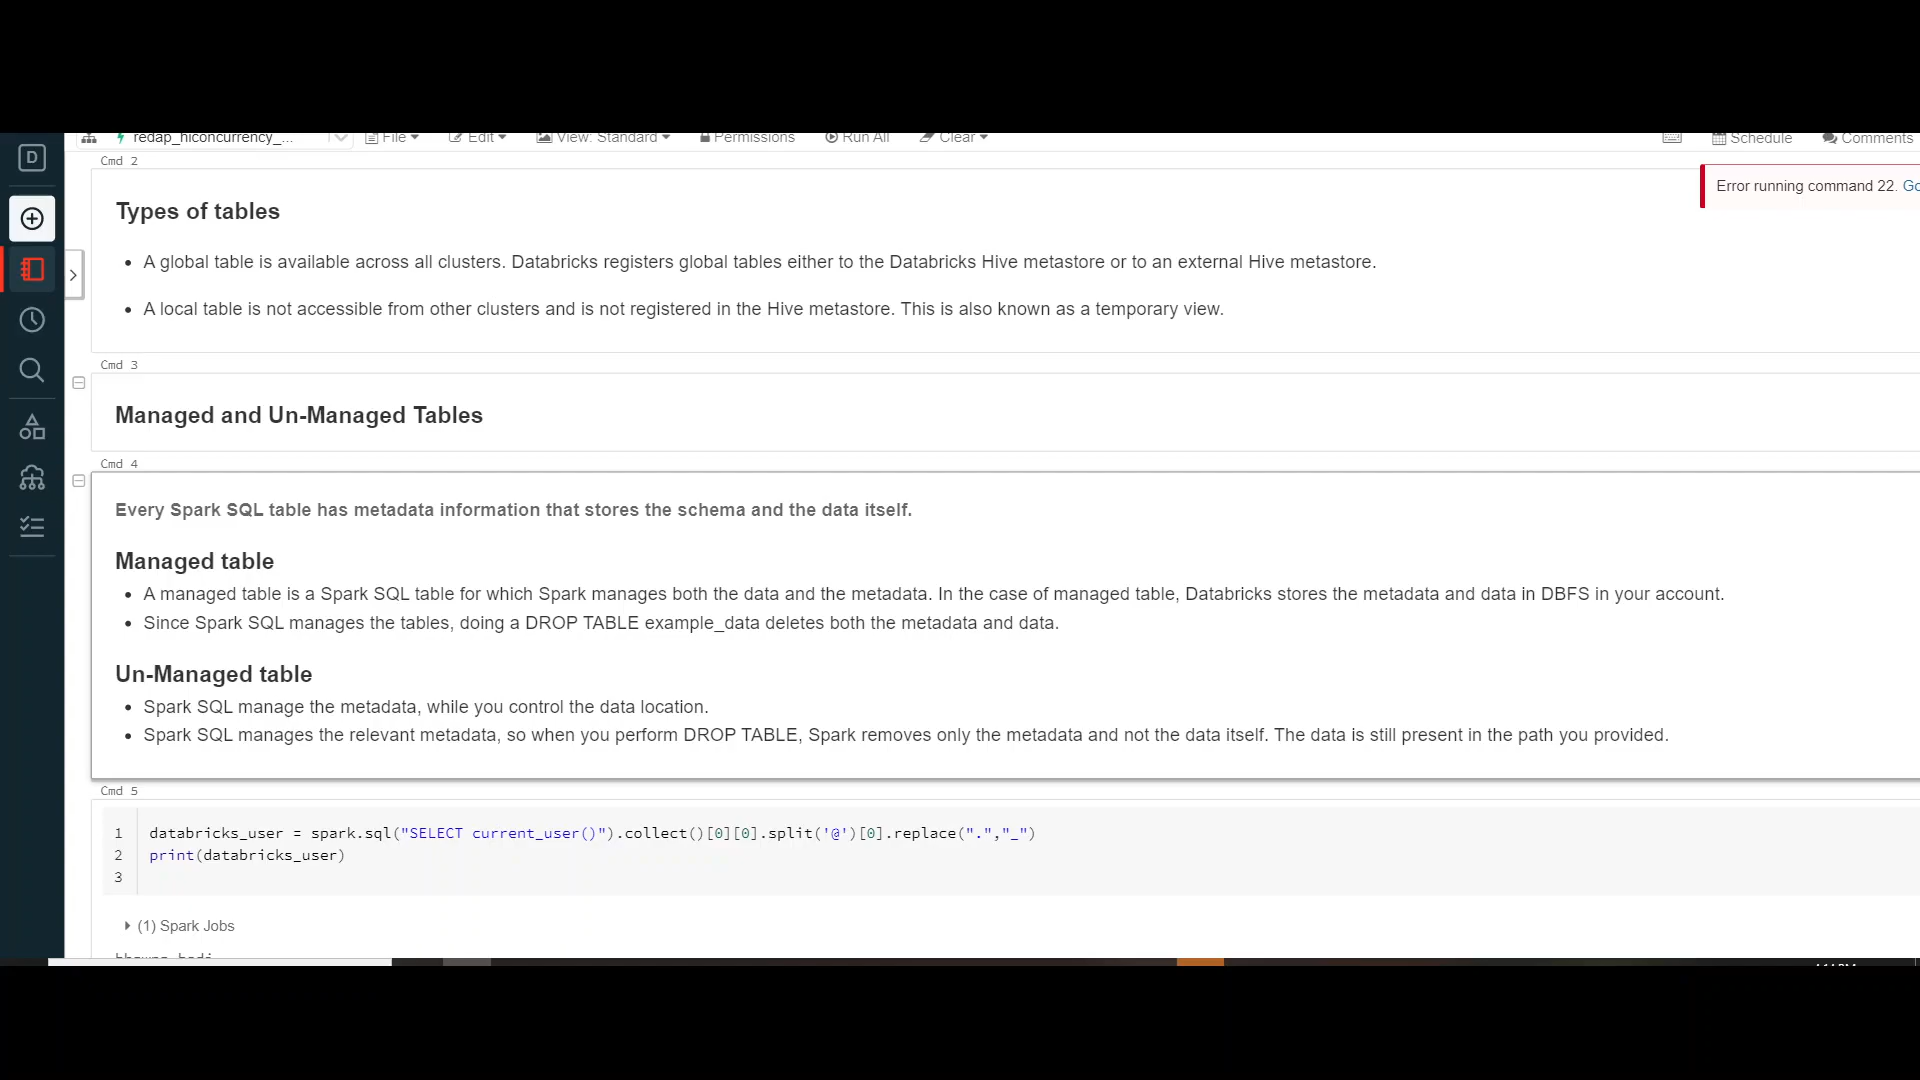 D
redap_hiconcurrency_... File Edit View: Standard Permissions Run All Clear Schedule Comments
Cmd 2
Error running command 22. Go
Types of tables
• A global table is available across all clusters. Databricks registers global tables either to the Databricks Hive metastore or to an external Hive metastore.
• A local table is not accessible from other clusters and is not registered in the Hive metastore. This is also known as a temporary view.
Cmd 3
Managed and Un-Managed Tables
Cmd 4
Every Spark SQL table has metadata information that stores the schema and the data itself.
Managed table
• A managed table is a Spark SQL table for which Spark manages both the data and the metadata. In the case of managed table, Databricks stores the metadata and data in DBFS in your account.
• Since Spark SQL manages the tables, doing a DROP TABLE example_data deletes both the metadata and data.
Un-Managed table
• Spark SQL manage the metadata, while you control the data location.
• Spark SQL manages the relevant metadata, so when you perform DROP TABLE, Spark removes only the metadata and not the data itself. The data is still present in the path you provided.
Cmd 5
1 databricks_user = spark.sql("SELECT current_user()").collect()[0][0].split('@')[0].replace(".","_")
2 print(databricks_user)
3
(1) Spark Jobs